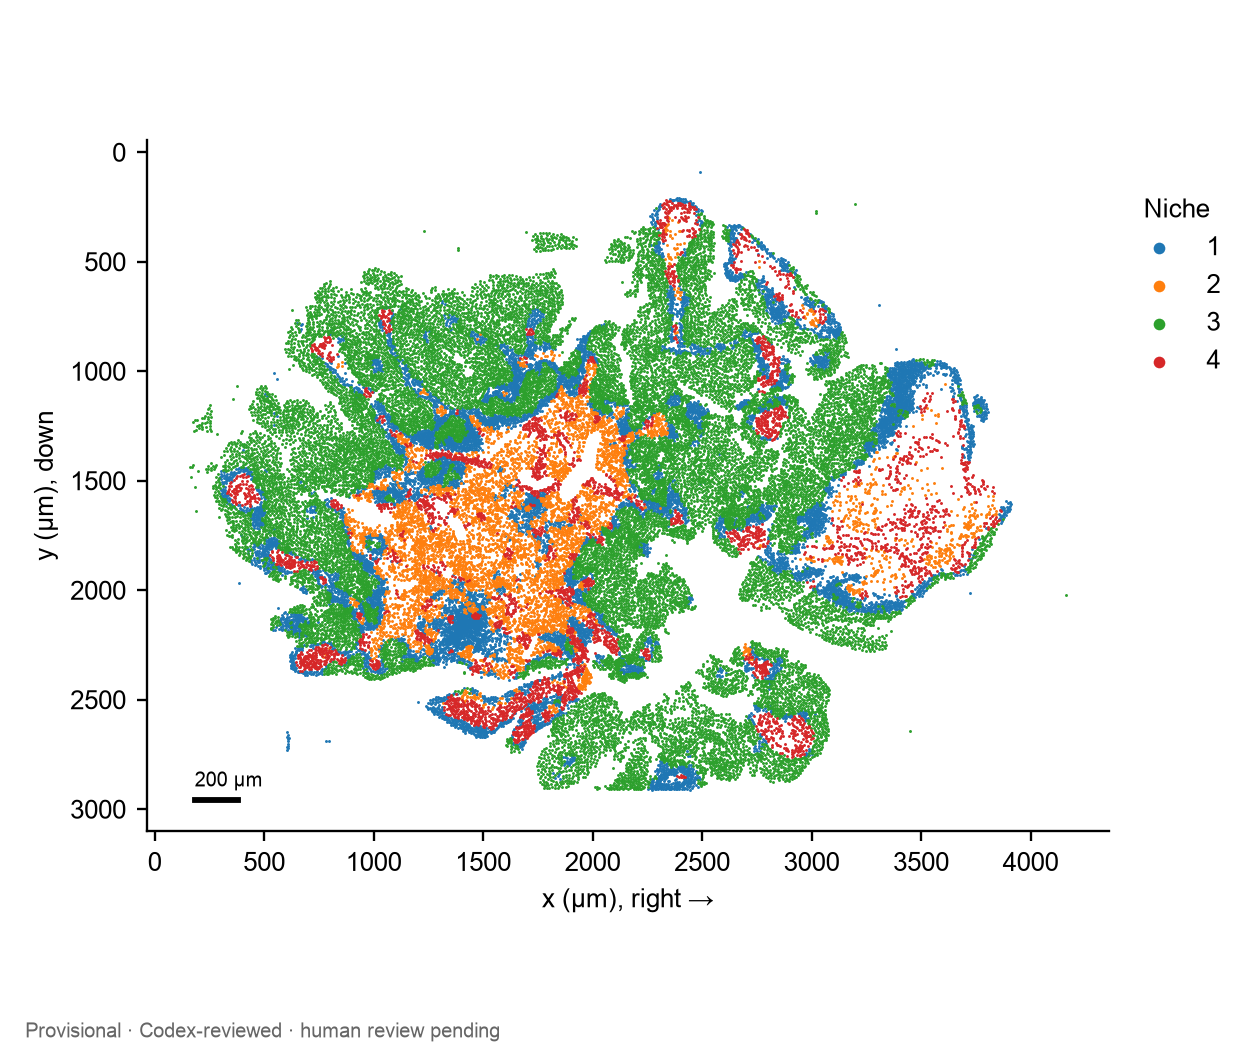 0
500
1000
1500
2000
2500
3000
y (µm), down
200 µm
0 500 1000 1500 2000 2500 3000 3500 4000
x (µm), right →
Niche
1
2
3
4
Provisional · Codex-reviewed · human review pending